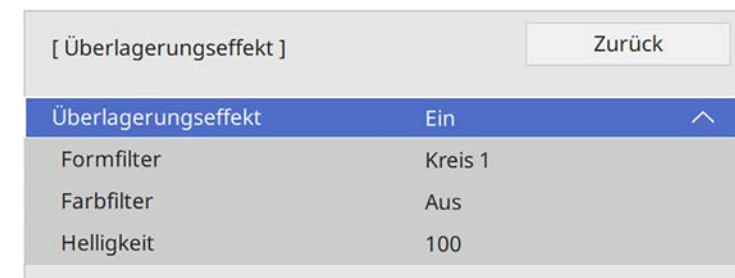 [ Überlagerungseffekt ] Zurück
Überlagerungseffekt Ein
Formfilter Kreis 1
Farbfilter Aus
Helligkeit 100